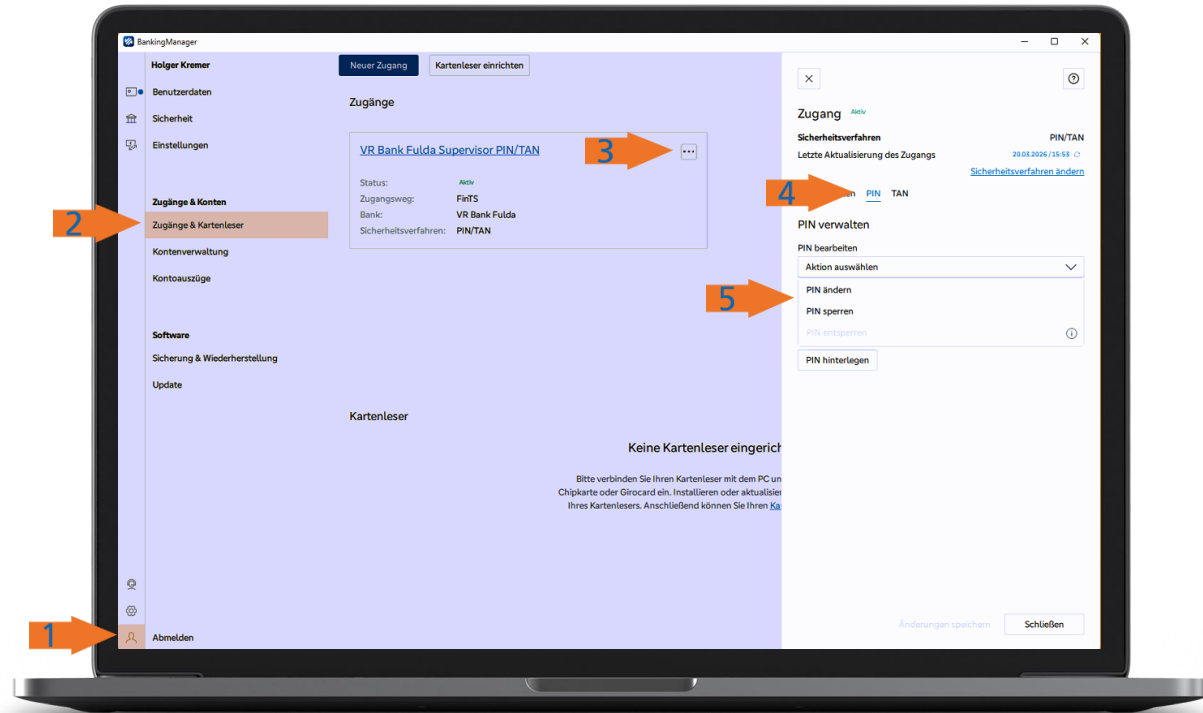 BankingManager
Holger Kremer
Benutzerdaten
Sicherheit
Einstellungen
Zugänge & Konten
2
Zugänge & Kartenleser
Kontenverwaltung
Kontoauszüge
Software
Sicherung & Wiederherstellung
Update
1
Abmelden
Neuer Zugang
Kartenleser einrichten
Zugänge
VR Bank Fulda Supervisor PIN/TAN
3
Status: Aktiv
Zugangsweg: FinTS
Bank: VR Bank Fulda
Sicherheitsverfahren: PIN/TAN
Kartenleser
Keine Kartenleser eingerich
Bitte verbinden Sie Ihren Kartenleser mit dem PC un
Chipkarte oder Girocard ein. Installieren oder aktualisier
Ihres Kartenlesers. Anschließend können Sie Ihren Ka
Zugang Aktiv
Sicherheitsverfahren PIN/TAN
Letzte Aktualisierung des Zugangs 20.03.2026 / 15:53
Sicherheitsverfahren ändern
4
en PIN TAN
PIN verwalten
PIN bearbeiten
Aktion auswählen
5
PIN ändern
PIN sperren
PIN entsperren
PIN hinterlegen
Änderungen speichern
Schließen